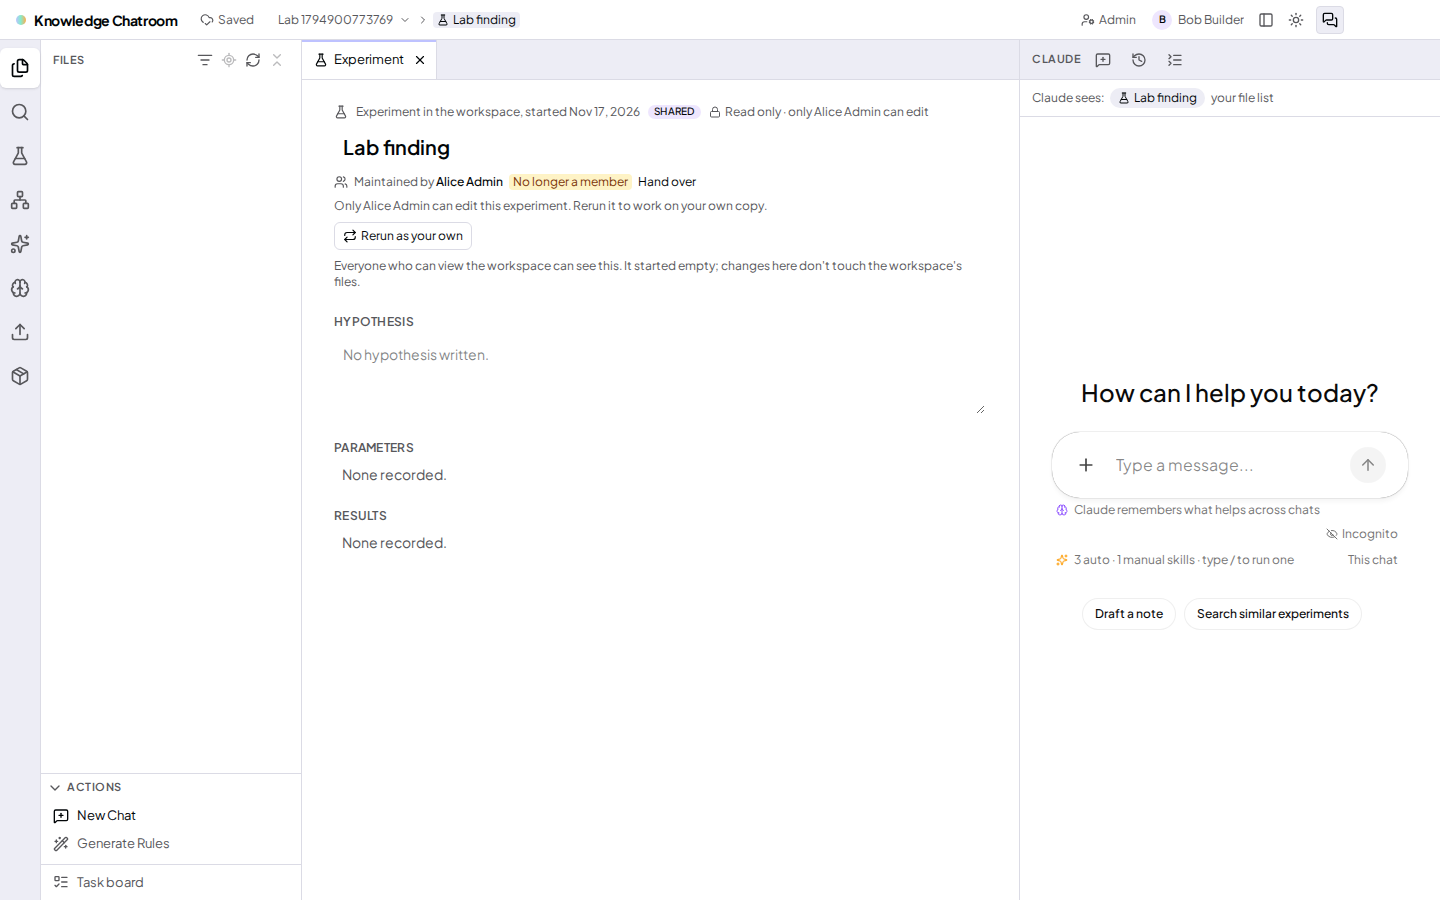 Knowledge Chatroom
Saved
Lab 1794900773769
Lab finding
Admin
B
Bob Builder
FILES
Experiment
CLAUDE
Claude sees: Lab finding your file list
Experiment in the workspace, started Nov 17, 2026 SHARED Read only · only Alice Admin can edit
Lab finding
Maintained by Alice Admin No longer a member Hand over
Only Alice Admin can edit this experiment. Rerun it to work on your own copy.
Rerun as your own
Everyone who can view the workspace can see this. It started empty; changes here don't touch the workspace's
files.
HYPOTHESIS
No hypothesis written.
PARAMETERS
None recorded.
RESULTS
None recorded.
How can I help you today?
Type a message...
Claude remembers what helps across chats
Incognito
3 auto · 1 manual skills · type / to run one
This chat
Draft a note
Search similar experiments
ACTIONS
New Chat
Generate Rules
Task board